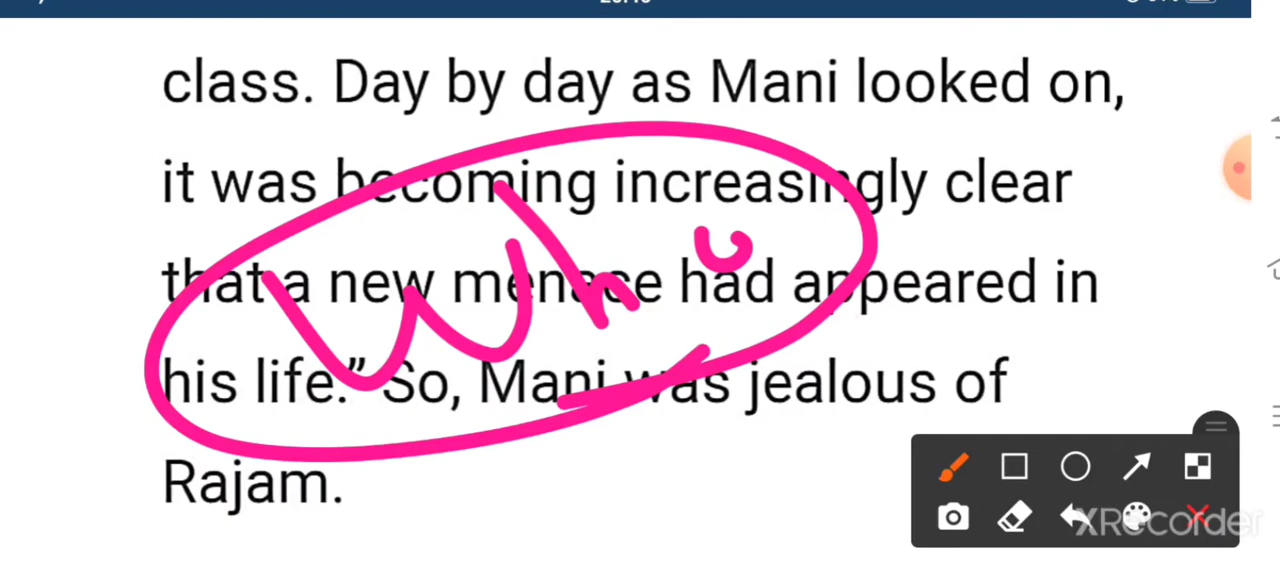 class. Day by day as Mani looked on,
it was becoming increasingly clear
that a new menace had appeared in
his life.” So, Mani was jealous of
Rajam.
Who
XRecorder